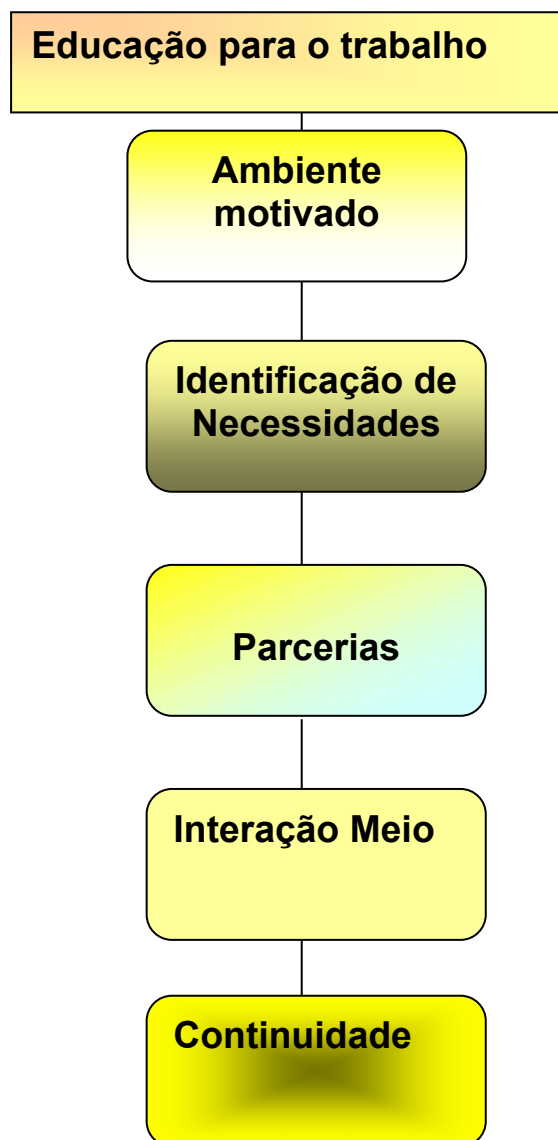 Educação para o trabalho
Ambiente
motivado
Identificação de
Necessidades
Parcerias
Interação Meio
Continuidade